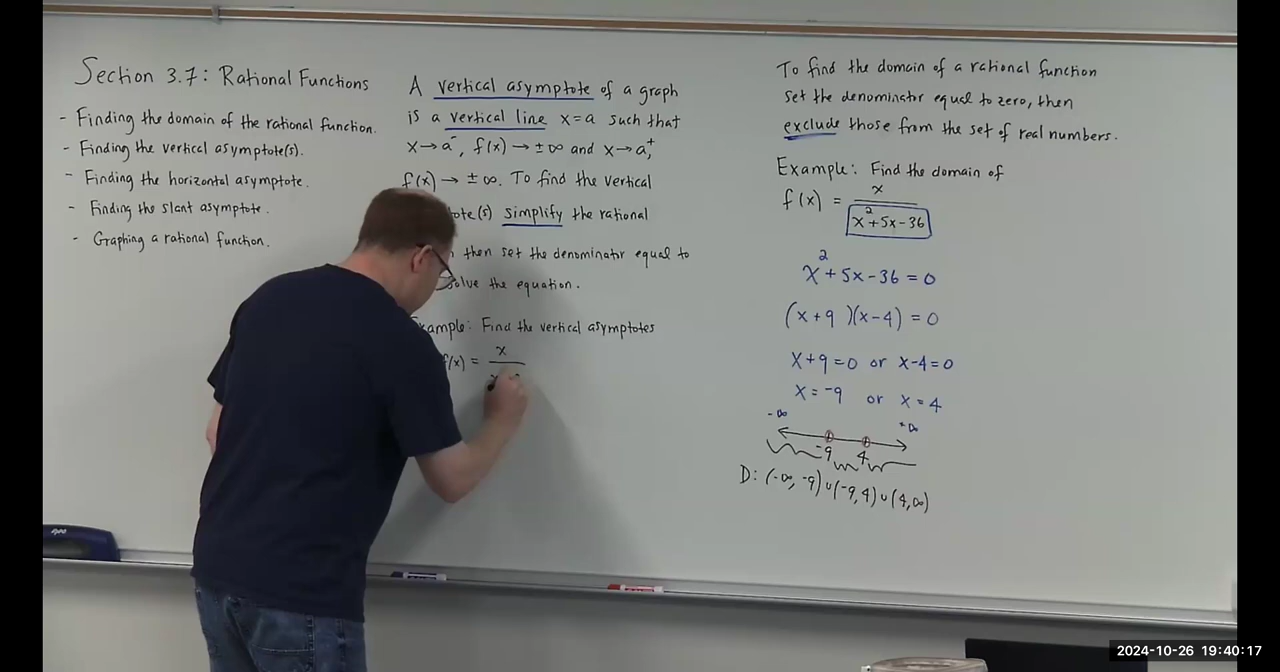 Section 3.7: Rational Functions
- Finding the domain of the rational function.
- Finding the vertical asymptote(s).
- Finding the horizontal asymptote.
- Finding the slant asymptote.
- Graphing a rational function.
A vertical asymptote of a graph
is a vertical line x=a such that
x→a⁻, f(x)→±∞ and x→a⁺,
f(x)→ ±∞. To find the vertical
ote(s) simplify the rational
then set the denominator equal to
solve the equation.
Example: Find the vertical asymptotes
f(x) =
x
To find the domain of a rational function
set the denominator equal to zero, then
exclude those from the set of real numbers.
Example: Find the domain of
f(x) = x / (x²+5x-36)
x²+5x-36=0
(x+9)(x-4)=0
x+9=0 or x-4=0
x=-9 or x=4
-∞ +∞
-9 4
D: (-∞,-9)∪(-9,4)∪(4,∞)
expo
2024-10-26 19:40:17